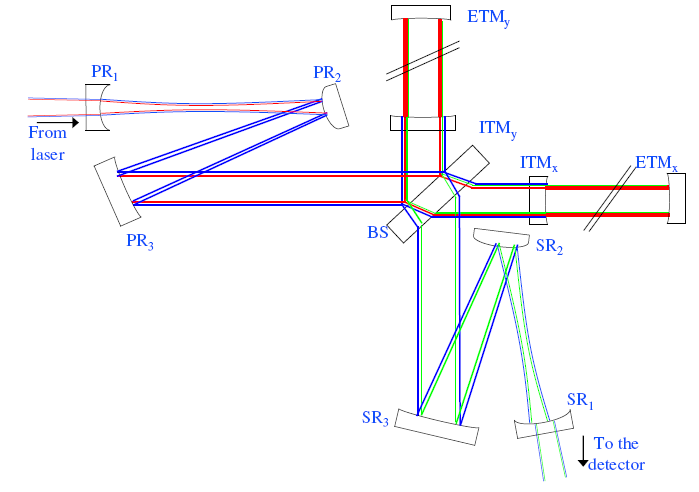 ETMy
PR1
PR2
From
laser
ITMy
ITMx
ETMx
PR3
BS
SR2
SR1
SR3
To the
detector